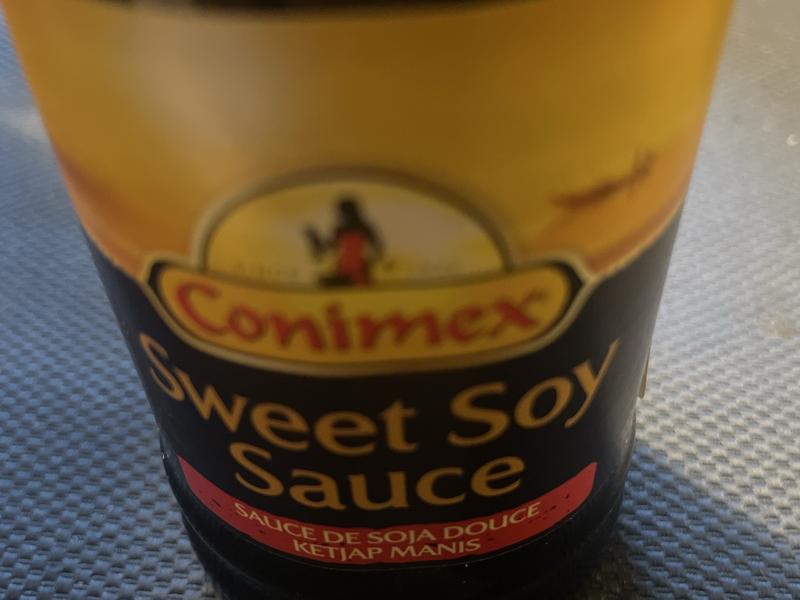 Conimex
Sweet Soy
Sauce
SAUCE DE SOJA DOUCE
KETJAP MANIS